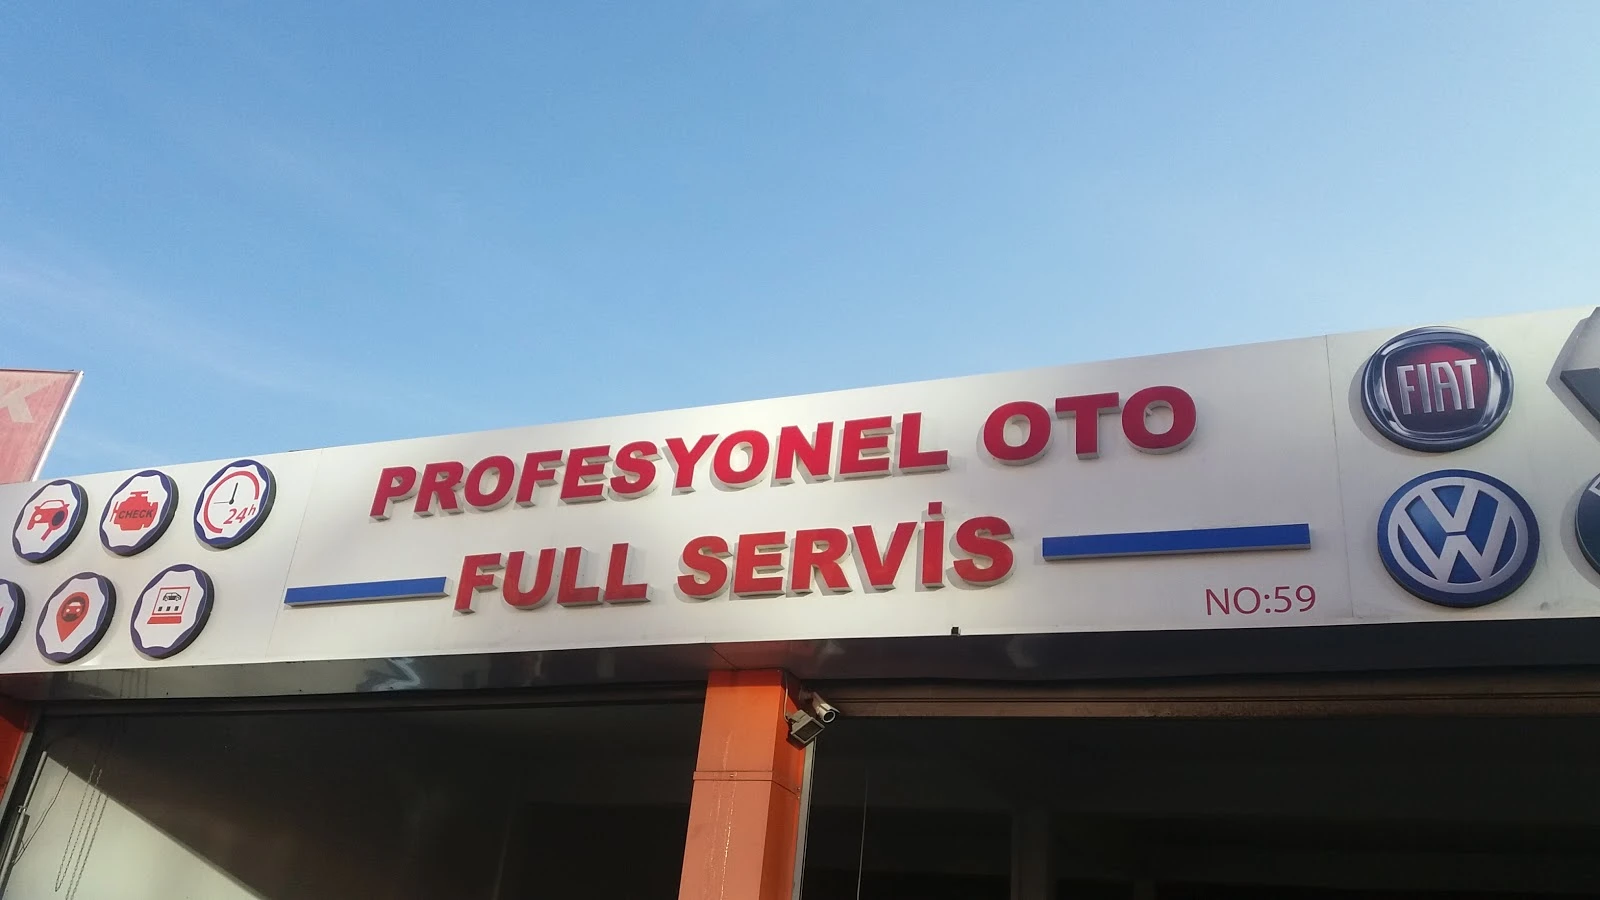 PROFESYONEL OTO
FULL SERVİS
NO:59
FIAT
CHECK
24h
K